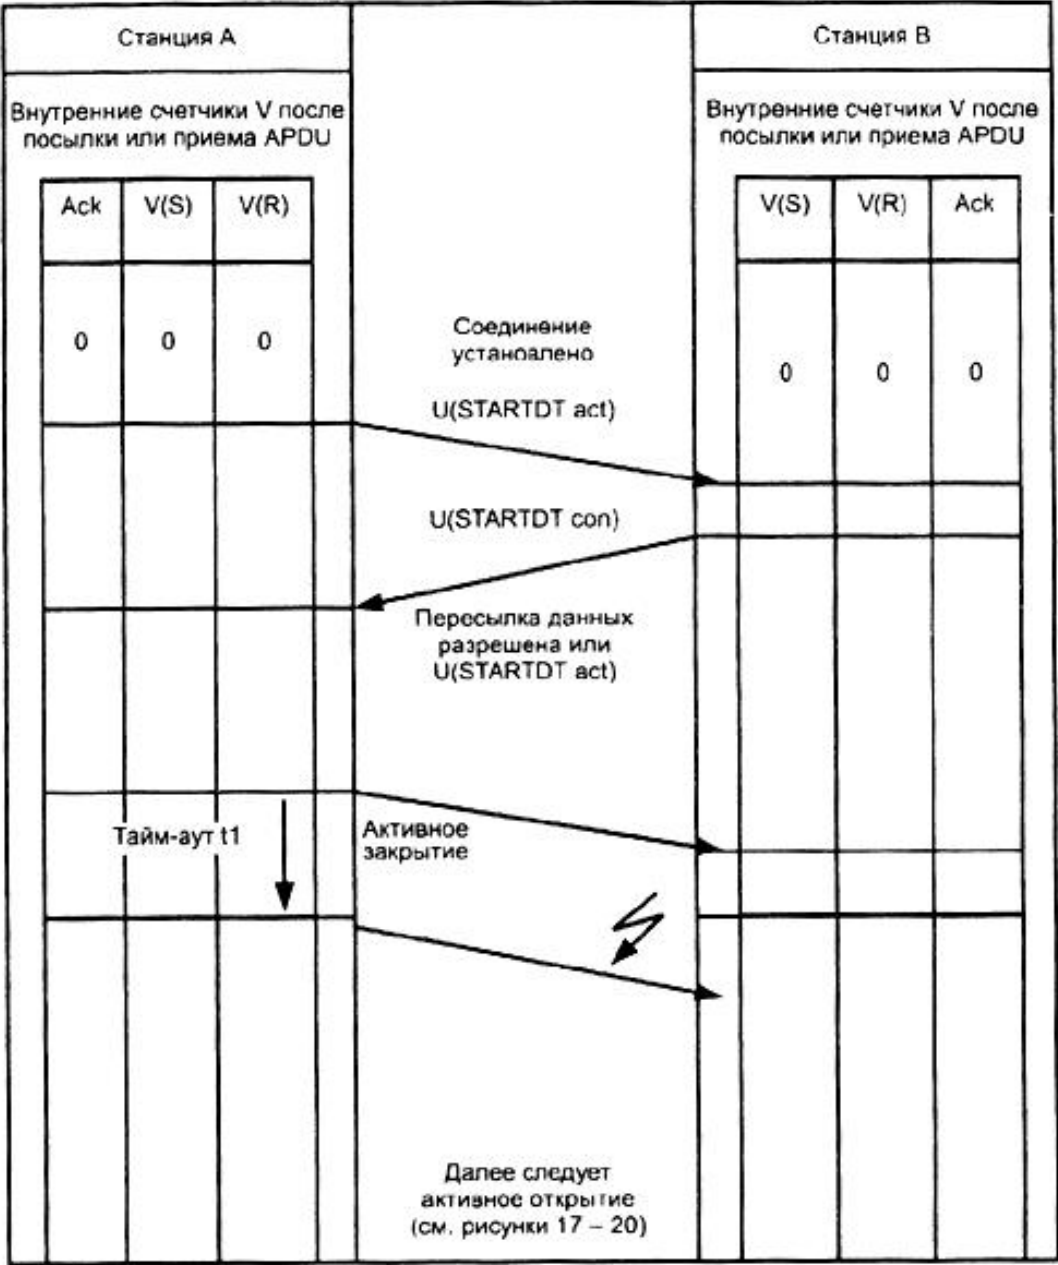 Станция А
Станция В
Внутренние счетчики V после
посылки или приема APDU
Внутренние счетчики V после
посылки или приема APDU
Ack V(S) V(R)
V(S) V(R) Ack
0 0 0
0 0 0
Соединение
установлено
U(STARTDT act)
U(STARTDT con)
Пересылка данных
разрешена или
U(STARTDT act)
Тайм-аут t1
Активное
закрытие
Далее следует
активное открытие
(см. рисунки 17 – 20)